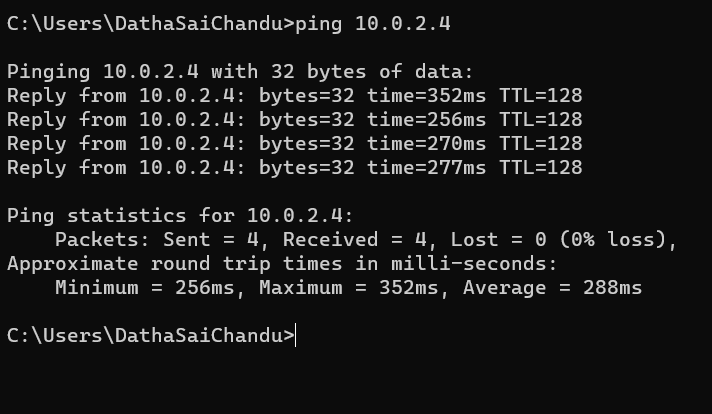 C:\Users\DathaSaiChandu>ping 10.0.2.4
Pinging 10.0.2.4 with 32 bytes of data:
Reply from 10.0.2.4: bytes=32 time=352ms TTL=128
Reply from 10.0.2.4: bytes=32 time=256ms TTL=128
Reply from 10.0.2.4: bytes=32 time=270ms TTL=128
Reply from 10.0.2.4: bytes=32 time=277ms TTL=128
Ping statistics for 10.0.2.4:
    Packets: Sent = 4, Received = 4, Lost = 0 (0% loss),
Approximate round trip times in milli-seconds:
    Minimum = 256ms, Maximum = 352ms, Average = 288ms
C:\Users\DathaSaiChandu>